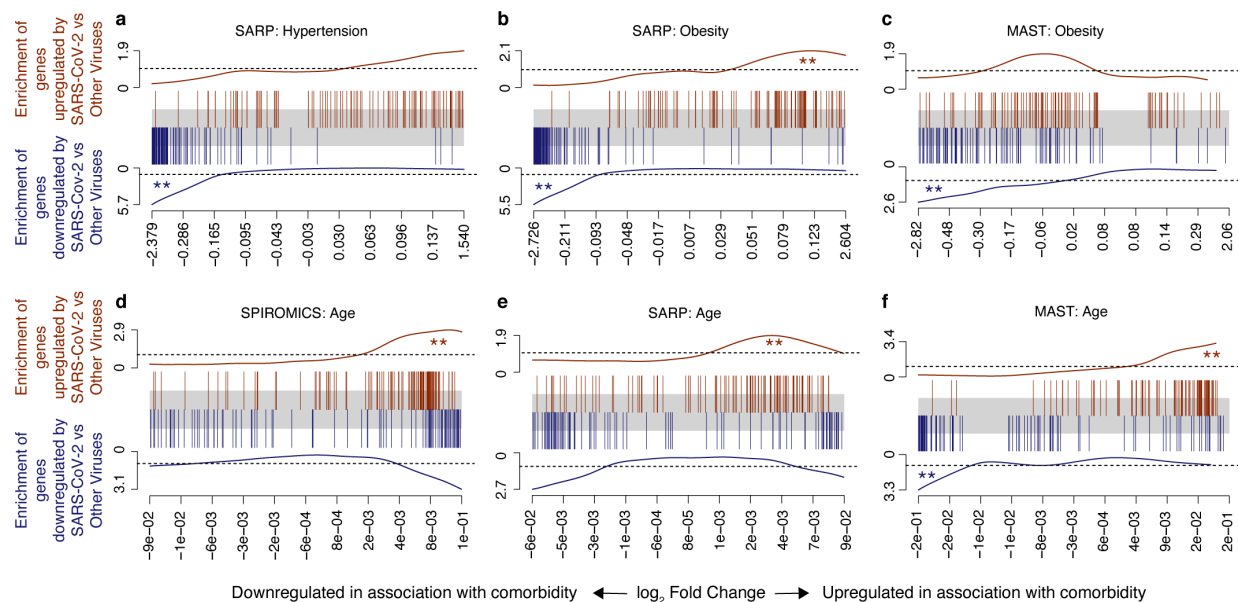 a
SARP: Hypertension
Enrichment of
genes
upregulated by
SARS-CoV-2 vs
Other Viruses
1.9
0
Enrichment of
genes
downregulated by
SARS-Cov-2 vs
Other Viruses
0
5.7
**
−2.379
−0.286
−0.165
−0.095
−0.043
−0.003
0.030
0.063
0.096
0.137
1.540
b
SARP: Obesity
2.1
0
**
0
5.5
**
−2.726
−0.211
−0.093
−0.048
−0.017
0.007
0.029
0.051
0.079
0.123
2.604
c
MAST: Obesity
1.9
0
0
2.6
**
−2.82
−0.48
−0.30
−0.17
−0.06
0.02
0.08
0.08
0.14
0.29
2.06
d
SPIROMICS: Age
Enrichment of
genes
upregulated by
SARS-CoV-2 vs
Other Viruses
2.9
0
**
Enrichment of
genes
downregulated by
SARS-CoV-2 vs
Other Viruses
0
3.1
−9e−02
−1e−02
−6e−03
−3e−03
−1e−03
−6e−03
8e−04
2e−03
4e−03
8e−03
1e−01
e
SARP: Age
1.9
0
**
0
2.7
−6e−02
−5e−03
−3e−03
−1e−03
−8e−04
8e−05
1e−03
2e−03
4e−03
7e−03
9e−02
f
MAST: Age
3.4
0
**
0
3.3
**
−2e−01
−2e−02
−1e−02
−1e−02
−8e−03
−3e−03
−6e−04
4e−03
9e−03
2e−02
2e−01
Downregulated in association with comorbidity ← log₂ Fold Change → Upregulated in association with comorbidity